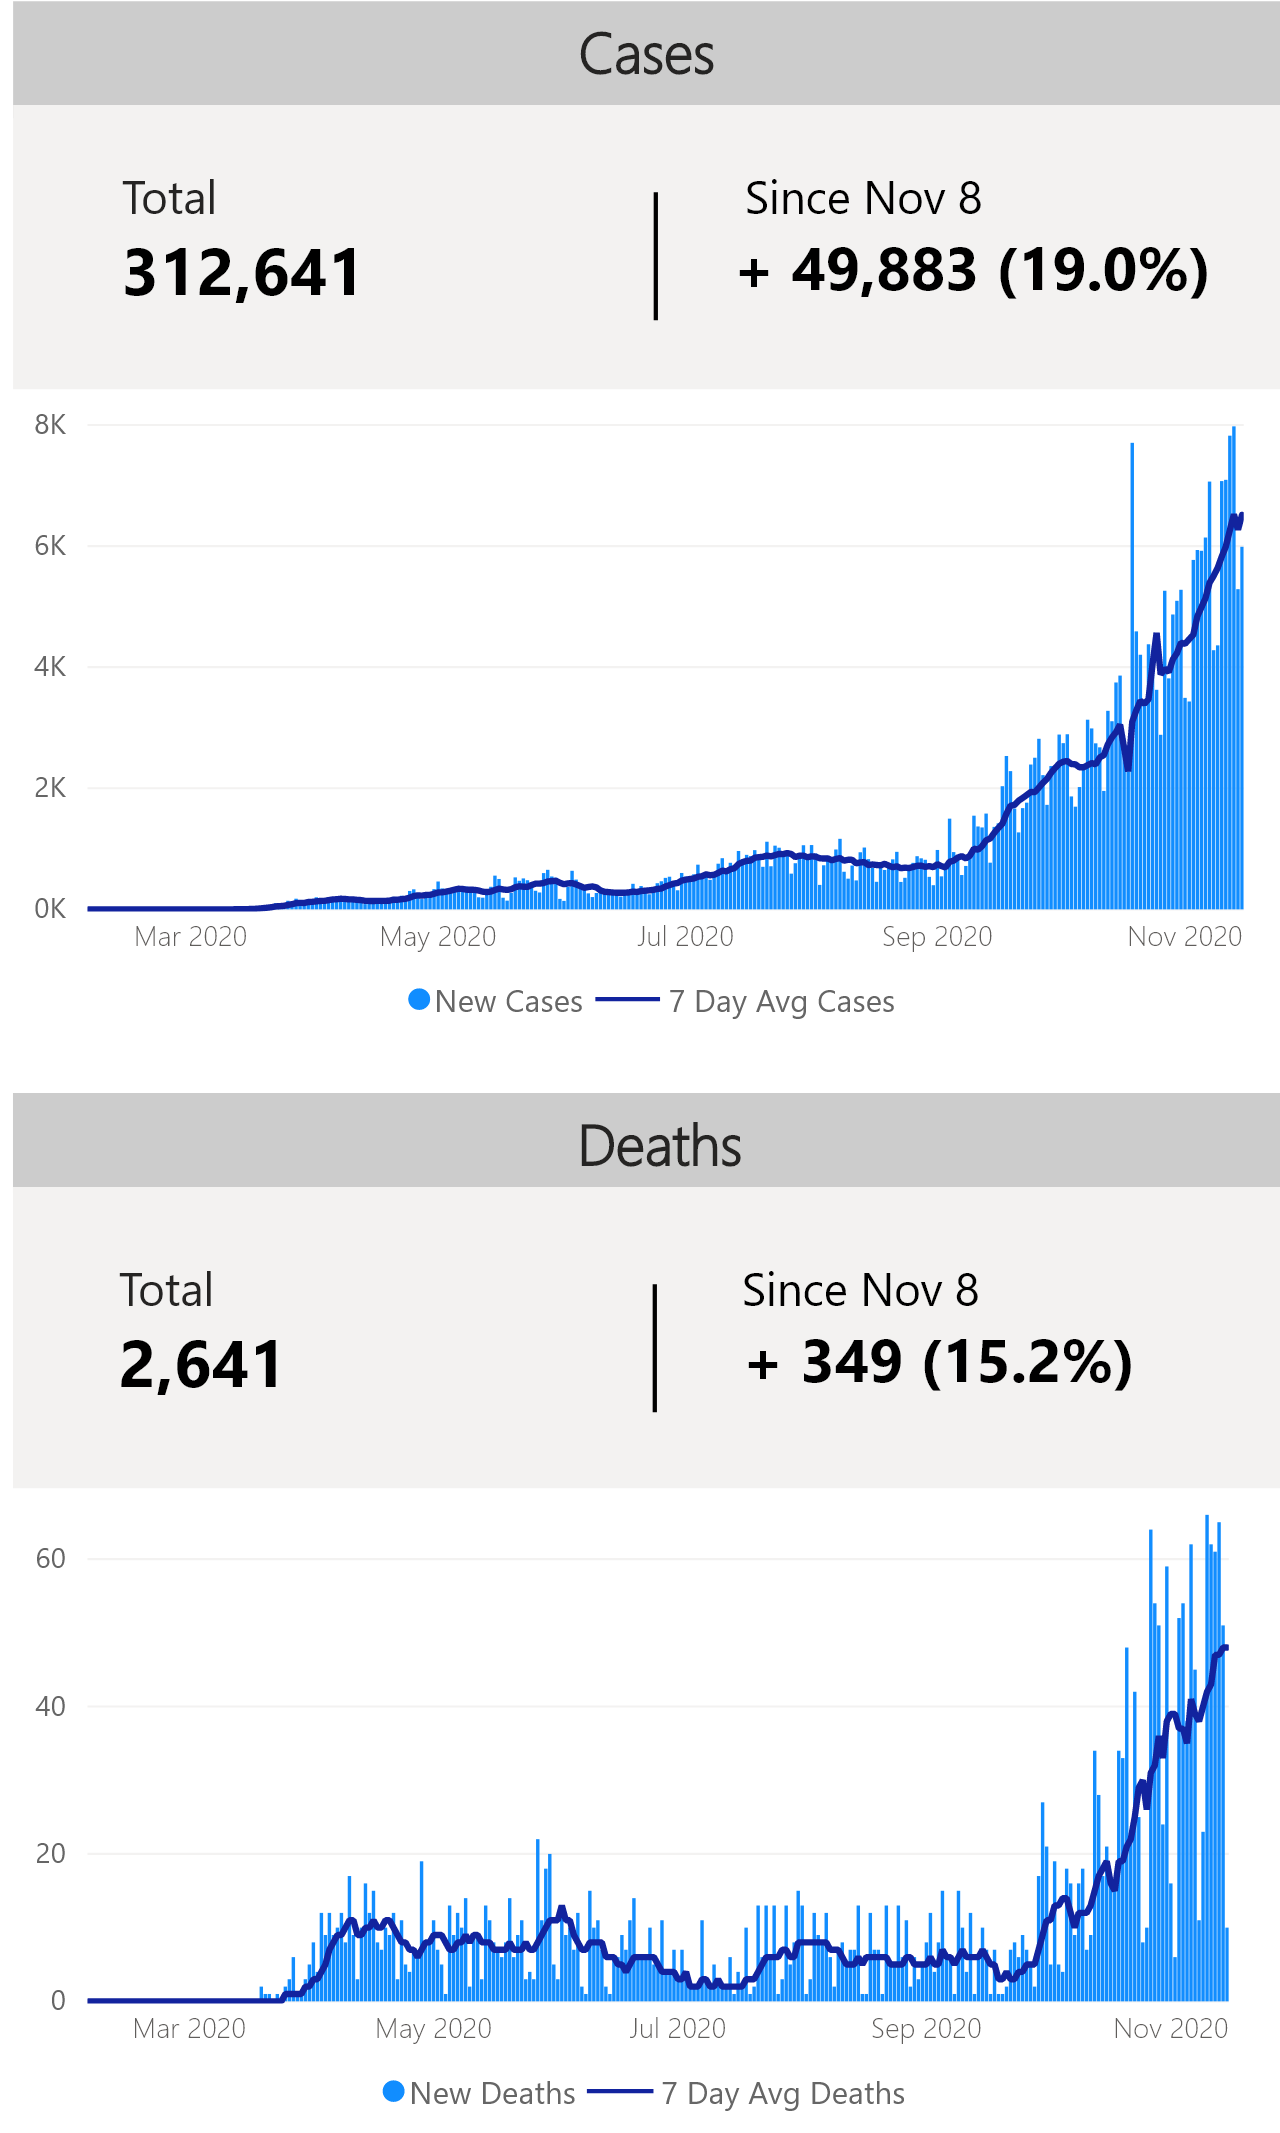 Cases
Total
Since Nov 8
312,641
+ 49,883 (19.0%)
8K
6K
4K
2K
0K
Mar 2020 May 2020 Jul 2020 Sep 2020 Nov 2020
New Cases 7 Day Avg Cases
Deaths
Total
Since Nov 8
2,641
+ 349 (15.2%)
60
40
20
0
Mar 2020 May 2020 Jul 2020 Sep 2020 Nov 2020
New Deaths 7 Day Avg Deaths